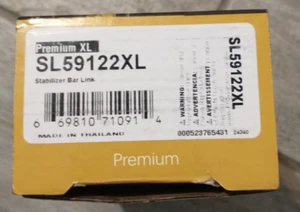 Premium XL
SL59122XL
Stabilizer Bar Link
6 69810 71091 4
MADE IN THAILAND
WARNING:
ADVERTENCIA:
AVERTISSEMENT
000523765431
SL59122XL
Premium